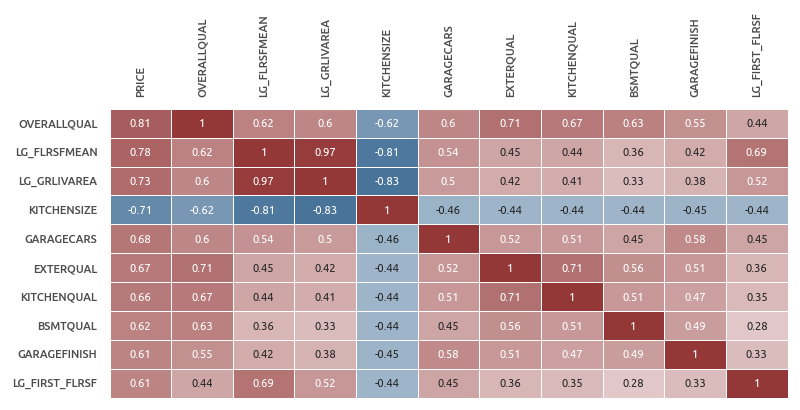 PRICE OVERALLQUAL LG_FLRSFMEAN LG_GRLIVAREA KITCHENSIZE GARAGECARS EXTERQUAL KITCHENQUAL BSMTQUAL GARAGEFINISH LG_FIRST_FLRSF
OVERALLQUAL 0.81 1 0.62 0.6 -0.62 0.6 0.71 0.67 0.63 0.55 0.44
LG_FLRSFMEAN 0.78 0.62 1 0.97 -0.81 0.54 0.45 0.44 0.36 0.42 0.69
LG_GRLIVAREA 0.73 0.6 0.97 1 -0.83 0.5 0.42 0.41 0.33 0.38 0.52
KITCHENSIZE -0.71 -0.62 -0.81 -0.83 1 -0.46 -0.44 -0.44 -0.44 -0.45 -0.44
GARAGECARS 0.68 0.6 0.54 0.5 -0.46 1 0.52 0.51 0.45 0.58 0.45
EXTERQUAL 0.67 0.71 0.45 0.42 -0.44 0.52 1 0.71 0.56 0.51 0.36
KITCHENQUAL 0.66 0.67 0.44 0.41 -0.44 0.51 0.71 1 0.51 0.47 0.35
BSMTQUAL 0.62 0.63 0.36 0.33 -0.44 0.45 0.56 0.51 1 0.49 0.28
GARAGEFINISH 0.61 0.55 0.42 0.38 -0.45 0.58 0.51 0.47 0.49 1 0.33
LG_FIRST_FLRSF 0.61 0.44 0.69 0.52 -0.44 0.45 0.36 0.35 0.28 0.33 1